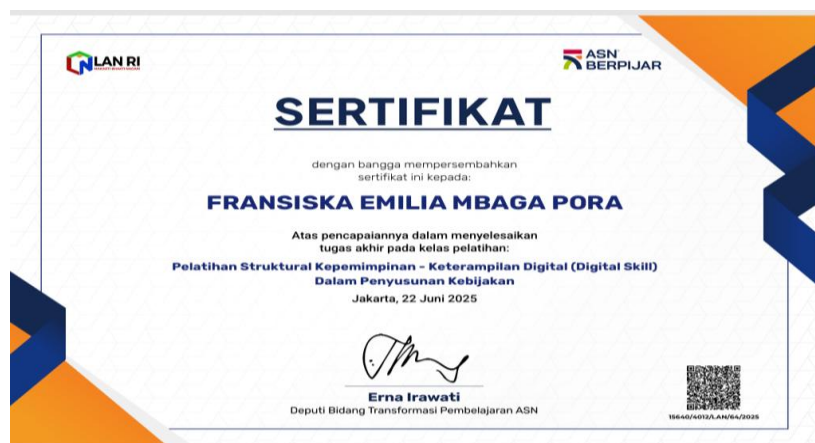 LAN RI
ASN
BERPIJAR
SERTIFIKAT
dengan bangga mempersembahkan
sertifikat ini kepada:
FRANSISKA EMILIA MBAGA PORA
Atas pencapaiannya dalam menyelesaikan
tugas akhir pada kelas pelatihan:
Pelatihan Struktural Kepemimpinan - Keterampilan Digital (Digital Skill)
Dalam Penyusunan Kebijakan
Jakarta, 22 Juni 2025
Erna Irawati
Deputi Bidang Transformasi Pembelajaran ASN
15640/4012/LAN/64/2025